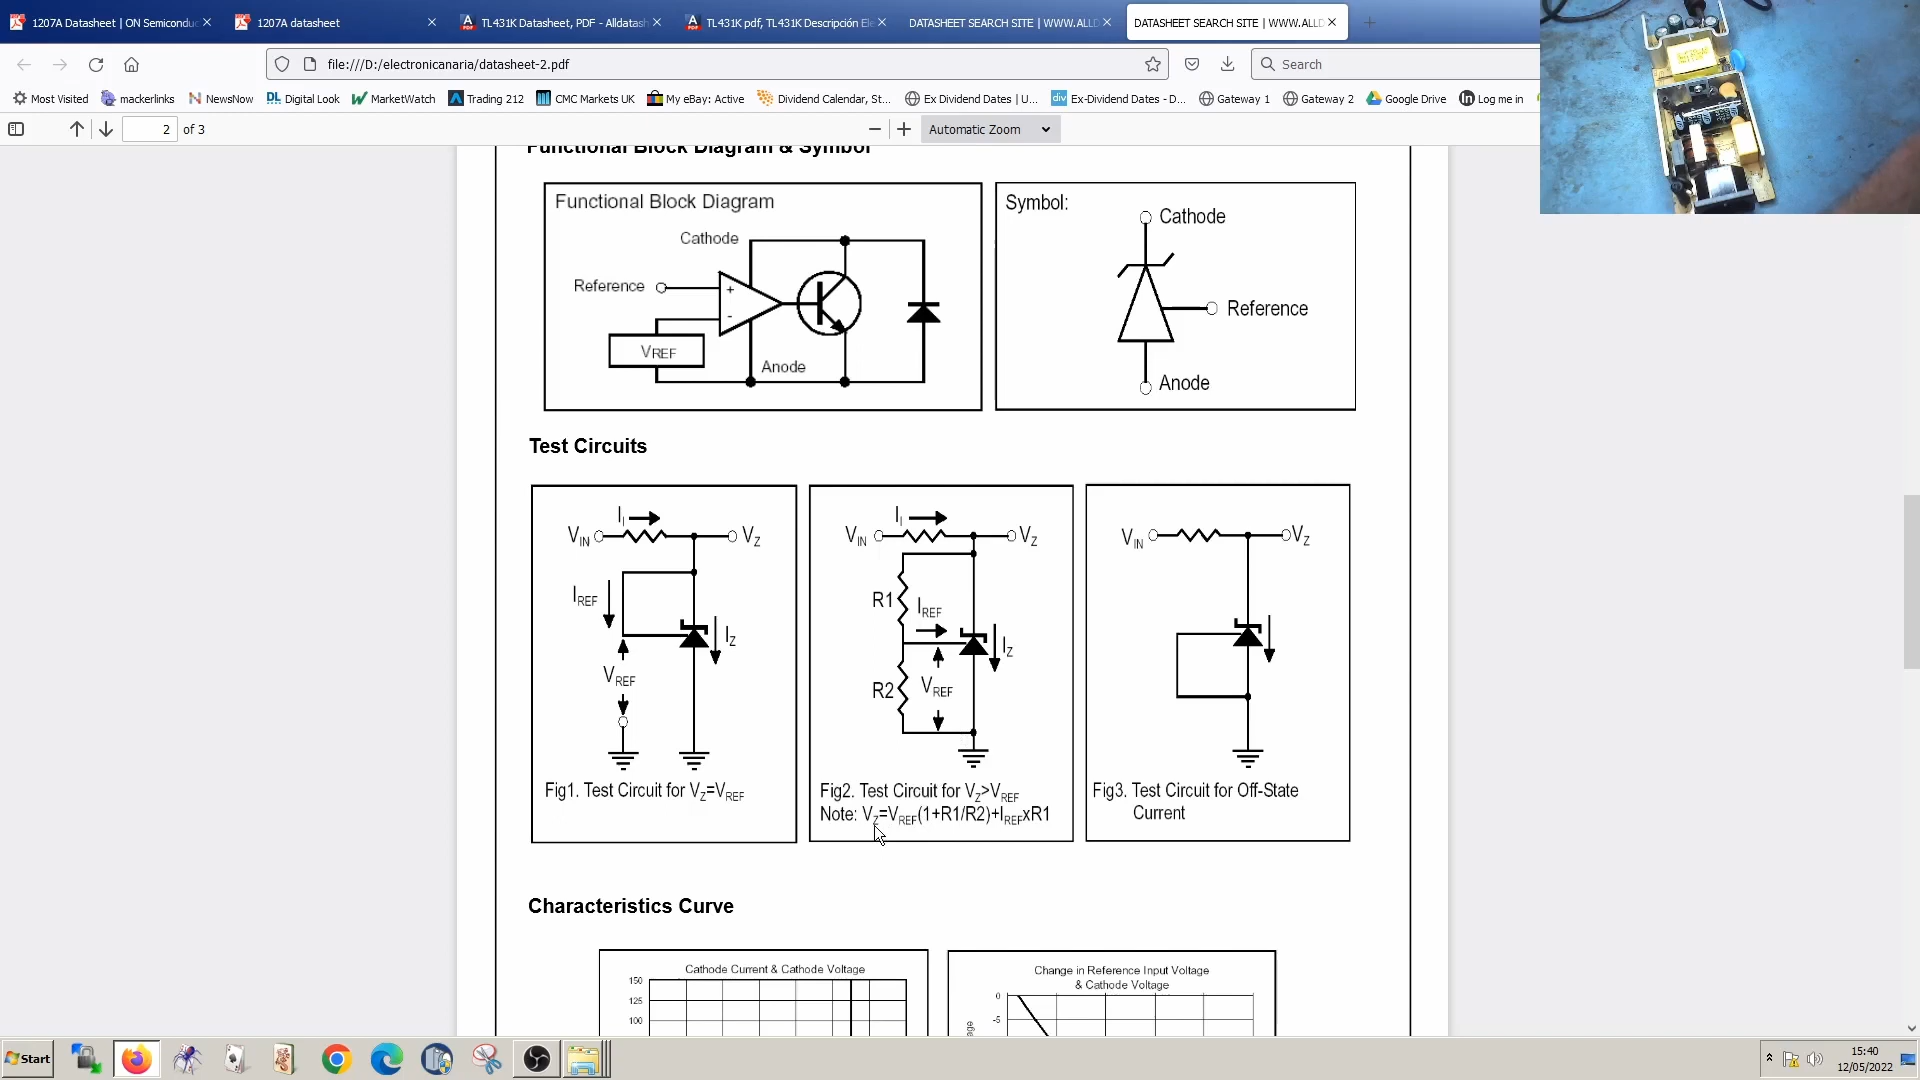 1207A Datasheet | ON Semicondu
1207A datasheet
TL431K Datasheet, PDF - Alldatash
TL431K pdf, TL431K Descripción Ele
DATASHEET SEARCH SITE | WWW.ALLD
DATASHEET SEARCH SITE | WWW.ALLD
file:///D:/electronicanaria/datasheet-2.pdf
Search
Most Visited
mackerlinks
NewsNow
DL Digital Look
MarketWatch
Trading 212
CMC Markets UK
My eBay: Active
Dividend Calendar, St...
Ex Dividend Dates | U...
div Ex-Dividend Dates - D...
Gateway 1
Gateway 2
Google Drive
Log me in
2 of 3
Automatic Zoom
Functional Block Diagram & Symbol
Functional Block Diagram
Cathode
Reference
+
-
VREF
Anode
Symbol:
Cathode
Reference
Anode
Test Circuits
II
VIN
VZ
IREF
IZ
VREF
Fig1. Test Circuit for VZ=VREF
II
VIN
VZ
R1
IREF
IZ
R2
VREF
Fig2. Test Circuit for VZ>VREF
Note: VZ=VREF(1+R1/R2)+IREFxR1
VIN
VZ
Fig3. Test Circuit for Off-State
Current
Characteristics Curve
Cathode Current & Cathode Voltage
150
125
100
Change in Reference Input Voltage
& Cathode Voltage
0
-5
Start
15:40
12/05/2022